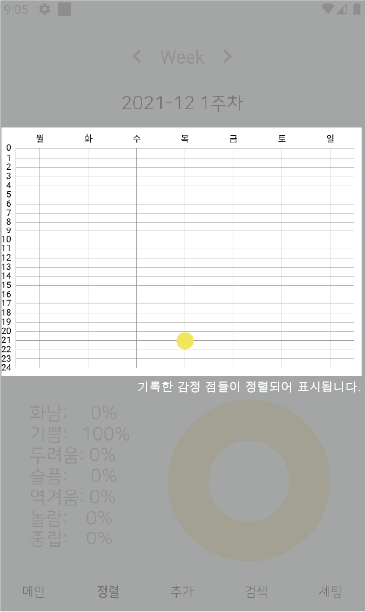 9:05
Week
2021-12 1주차
월 화 수 목 금 토 일
0
1
2
3
4
5
6
7
8
9
10
11
12
13
14
15
16
17
18
19
20
21
22
23
24
기록한 감정 점들이 정렬되어 표시됩니다.
화남: 0%
기쁨: 100%
두려움: 0%
슬픔: 0%
역겨움: 0%
놀람: 0%
중립: 0%
메인 정렬 추가 검색 세팅